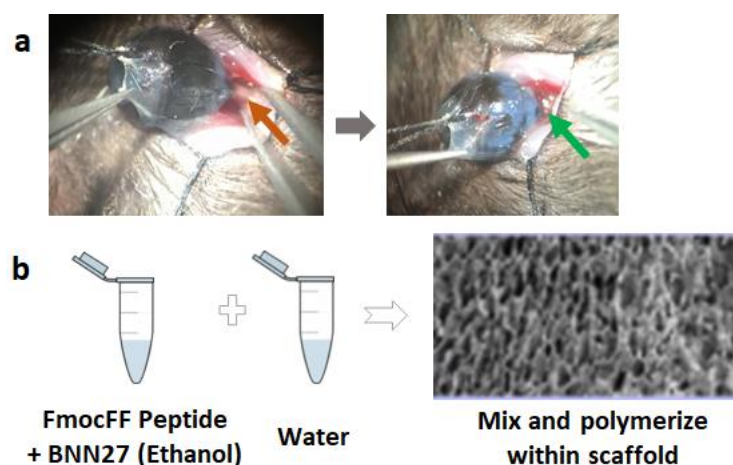 a
b
FmocFF Peptide
+ BNN27 (Ethanol)
Water
Mix and polymerize
within scaffold